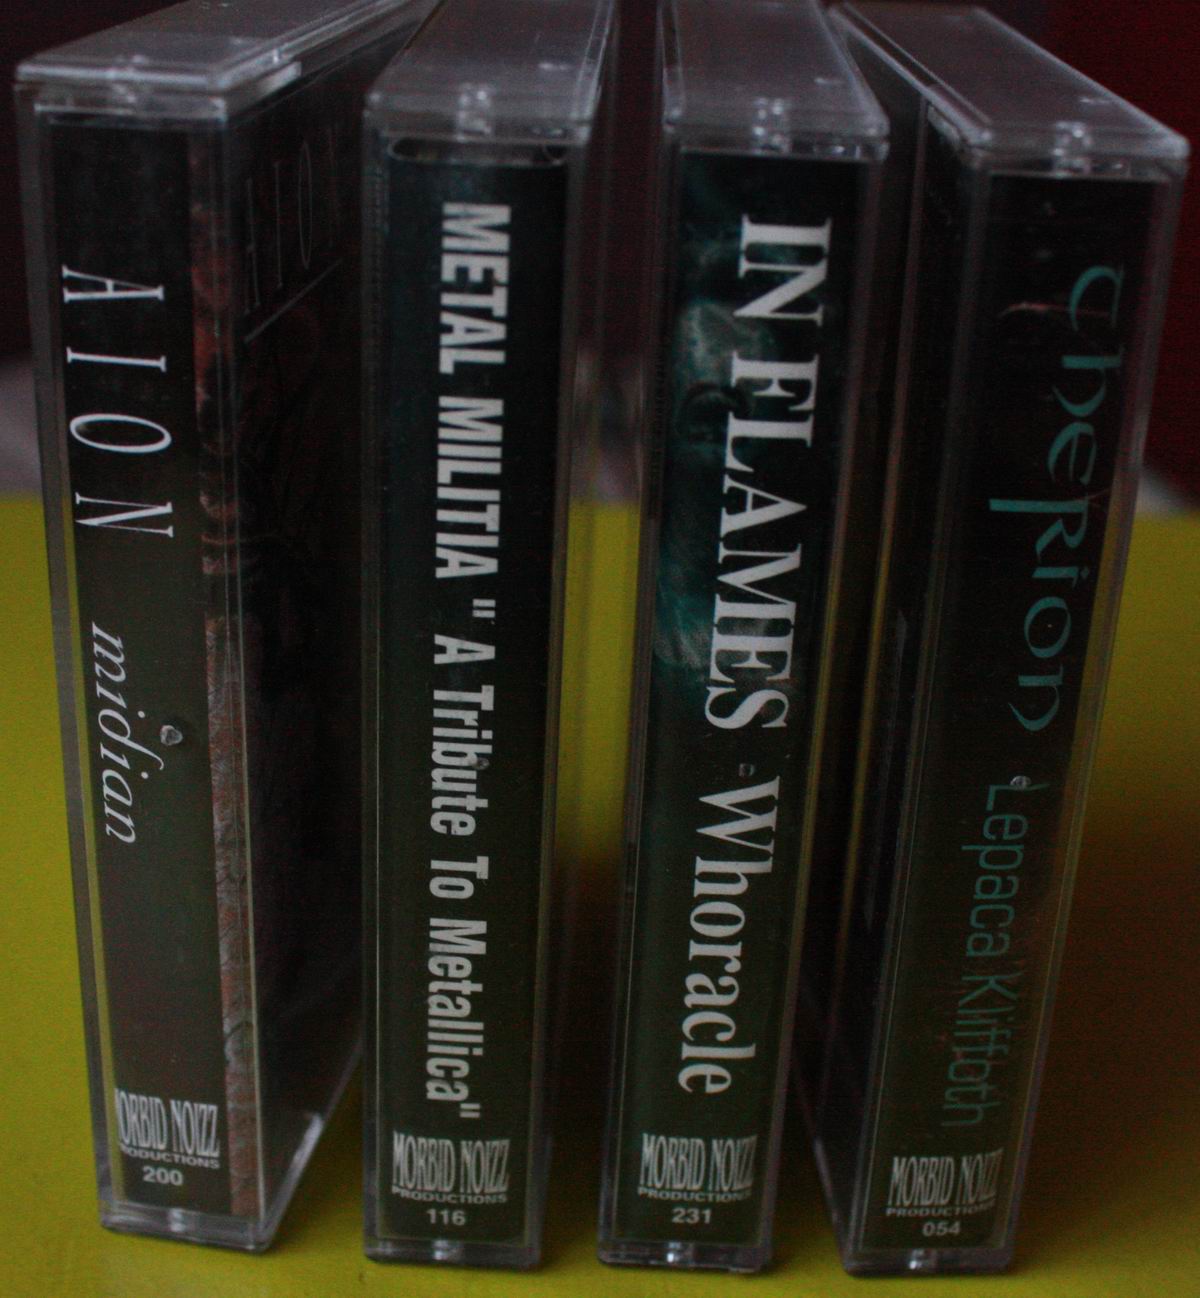 AION midian
MORBID NOIZZ
PRODUCTIONS
200
METAL MILITIA "A Tribute To Metallica"
MORBID NOIZZ
PRODUCTIONS
116
IN FLAMES · Whoracle
MORBID NOIZZ
PRODUCTIONS
231
Therion Lepaca Kliffoth
MORBID NOIZZ
PRODUCTIONS
054